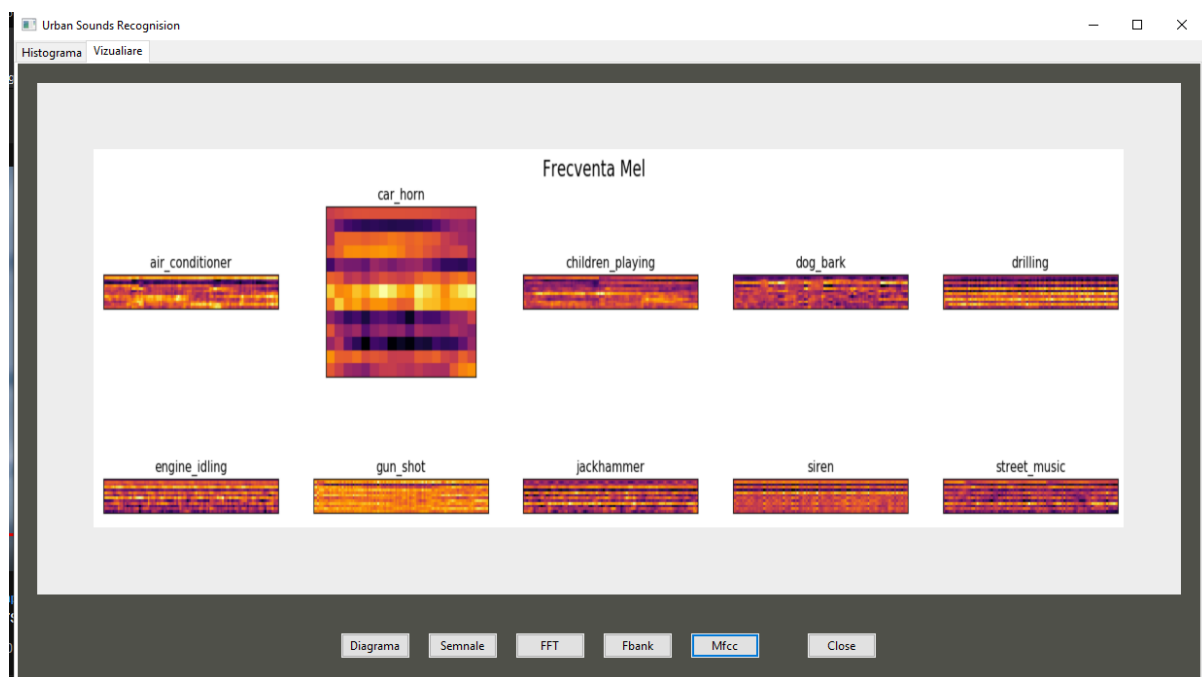 Urban Sounds Recognision
Histograma Vizualiare
Frecventa Mel
car_horn
air_conditioner children_playing dog_bark drilling
engine_idling gun_shot jackhammer siren street_music
Diagrama Semnale FFT Fbank Mfcc Close